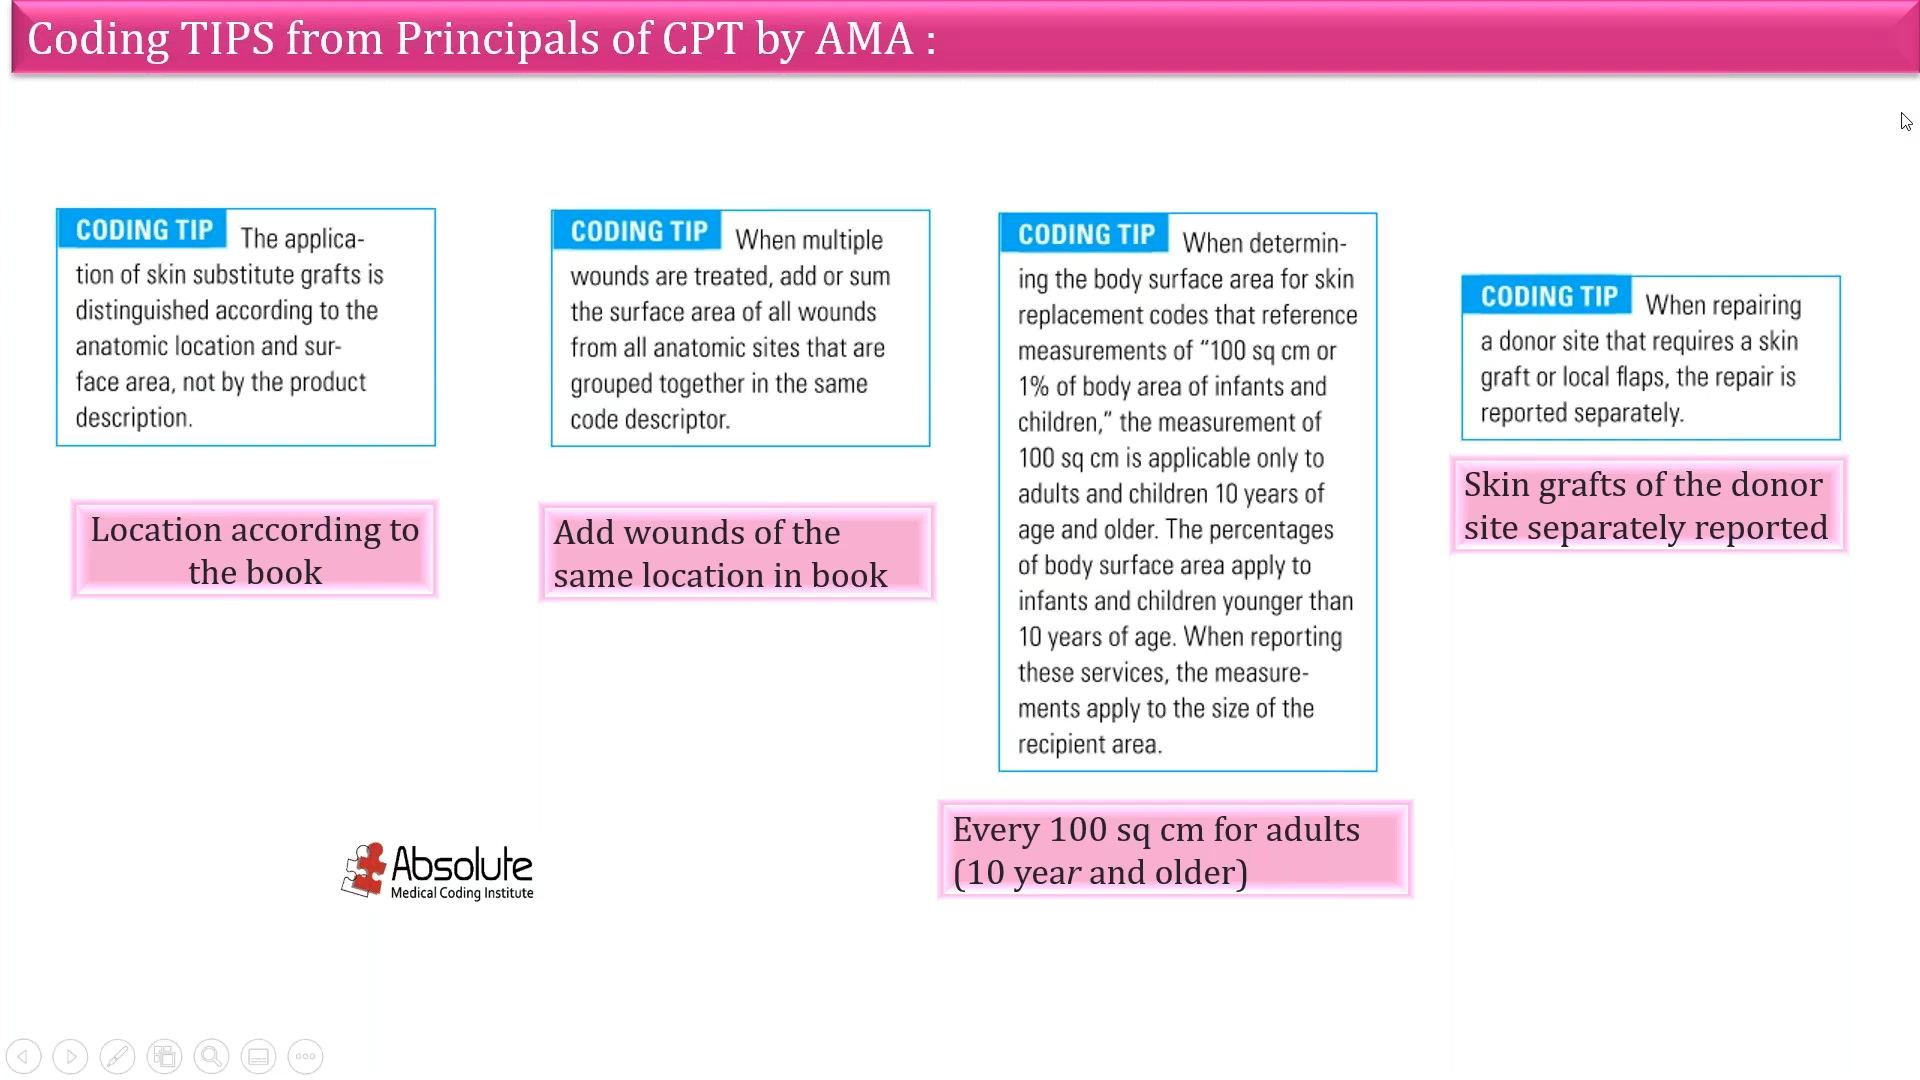 Coding TIPS from Principals of CPT by AMA :
CODING TIP The applica-
tion of skin substitute grafts is
distinguished according to the
anatomic location and sur-
face area, not by the product
description.
Location according to
the book
CODING TIP When multiple
wounds are treated, add or sum
the surface area of all wounds
from all anatomic sites that are
grouped together in the same
code descriptor.
Add wounds of the
same location in book
CODING TIP When determin-
ing the body surface area for skin
replacement codes that reference
measurements of “100 sq cm or
1% of body area of infants and
children,” the measurement of
100 sq cm is applicable only to
adults and children 10 years of
age and older. The percentages
of body surface area apply to
infants and children younger than
10 years of age. When reporting
these services, the measure-
ments apply to the size of the
recipient area.
Every 100 sq cm for adults
(10 year and older)
CODING TIP When repairing
a donor site that requires a skin
graft or local flaps, the repair is
reported separately.
Skin grafts of the donor
site separately reported
Absolute
Medical Coding Institute